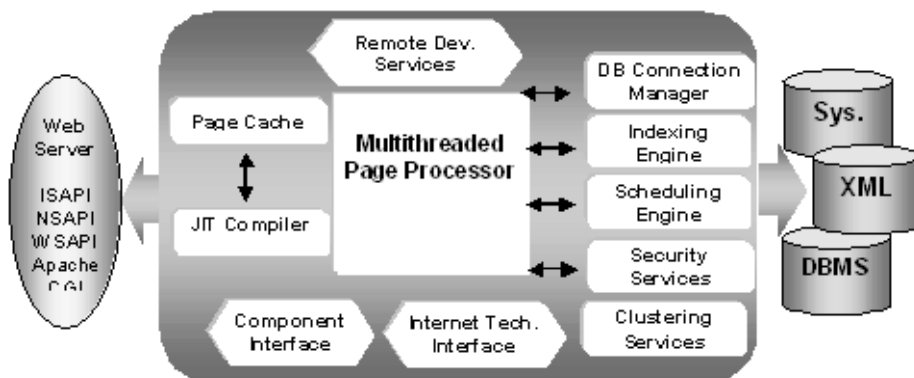 Remote Dev.
Services
Web
Server
ISAPI
NSAPI
WSAPI
Apache
CGI
Page Cache
JIT Compiler
Multithreaded
Page Processor
DB Connection
Manager
Indexing
Engine
Scheduling
Engine
Security
Services
Clustering
Services
Component
Interface
Internet Tech.
Interface
Sys.
XML
DBMS